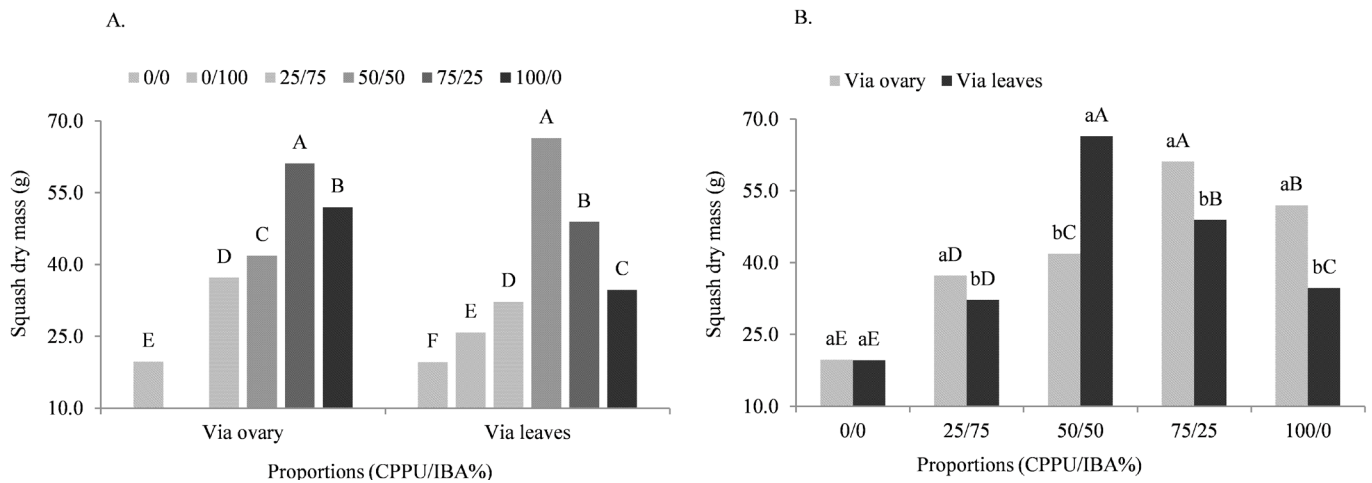 A.
0/0 0/100 25/75 50/50 75/25 100/0
Squash dry mass (g)
70.0
55.0
40.0
25.0
10.0
E D C A B
F E D A B C
Via ovary Via leaves
Proportions (CPPU/IBA%)
B.
Via ovary Via leaves
Squash dry mass (g)
70.0
55.0
40.0
25.0
10.0
aE aE aD bD bC aA aA bB aB bC
0/0 25/75 50/50 75/25 100/0
Proportions (CPPU/IBA%)